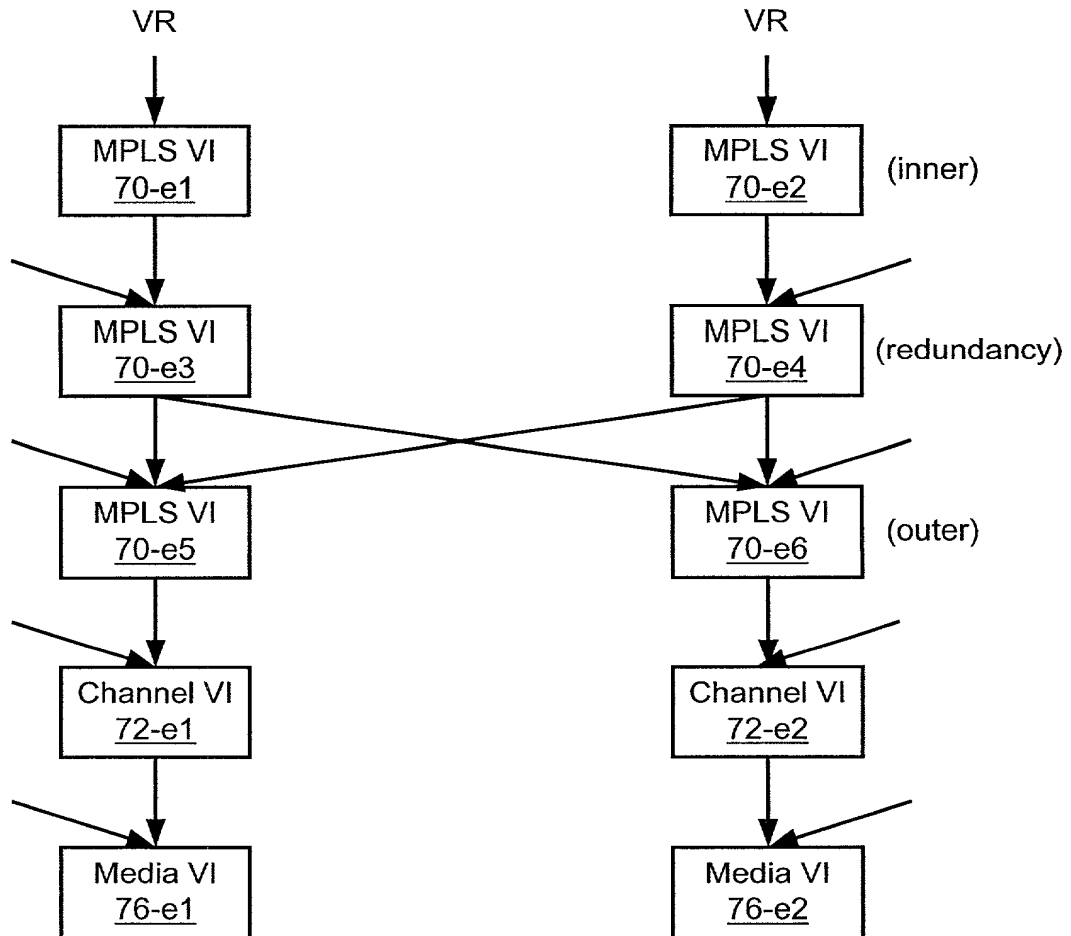 VR
VR
MPLS VI
70-e1
MPLS VI
70-e2
(inner)
MPLS VI
70-e3
MPLS VI
70-e4
(redundancy)
MPLS VI
70-e5
MPLS VI
70-e6
(outer)
Channel VI
72-e1
Channel VI
72-e2
Media VI
76-e1
Media VI
76-e2